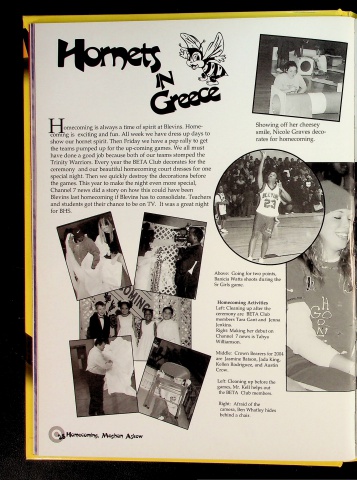 Hornets
IN
Greece
Homecoming is always a time of spirit at Blevins. Home-
coming is exciting and fun. All week we have dress up days to
show our hornet spirit. Then Friday we have a pep rally to get
the teams pumped up for the up-coming games. We all must
have done a good job because both of our teams stomped the
Trinity Warriors. Every year the BETA Club decorates for the
ceremony and our beautiful homecoming court dresses for one
special night. Then we quickly destroy the decorations before
the games. This year to make the night even more special,
Channel 7 news did a story on how this could have been
Blevins last homecoming if Blevins has to consolidate. Teachers
and students got their chance to be on TV. It was a great night
for BHS.
Showing off her cheesey
smile, Nicole Graves deco-
rates for homecoming.
23
Above: Going for two points,
Watts shoots during the
Sr Girls game.
Homecoming Activities
Left: Cleaning up after the
ceremony are BETA Club
members Tara Gant and Jenna
Jenkins.
Right: Making her debut on
Channel 7 news is
Williamson.
Middle: Crown Bearers for 2004
are Jasmine Batson, Jada King,
Kolten Rodriguez, and Austin
Crow.
Left: Cleaning up before the
games, Mr. Kell helps out
the BETA Club members.
Right: Afraid of the
camera, Ben Whatley hides
behind a chair.
Homecoming, Meghan Askew